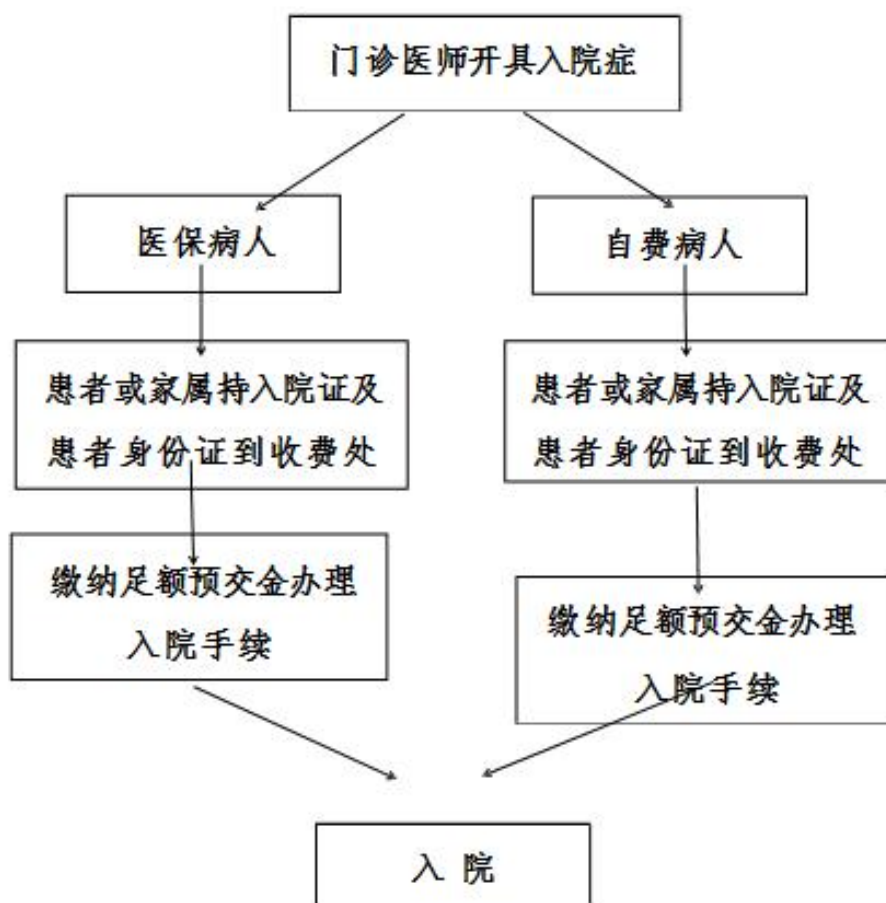 门诊医师开具入院症
医保病人
自费病人
患者或家属持入院证及
患者身份证到收费处
患者或家属持入院证及
患者身份证到收费处
缴纳足额预交金办理
入院手续
缴纳足额预交金办理
入院手续
入 院